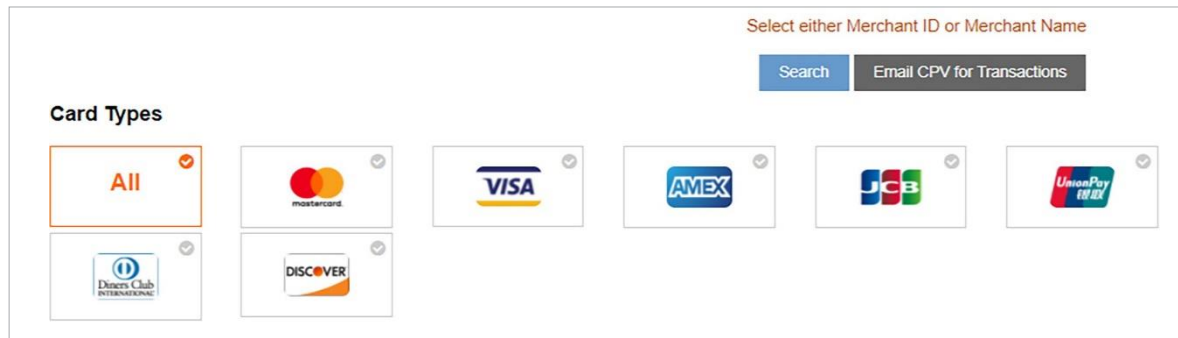 Select either Merchant ID or Merchant Name
Search Email CPV for Transactions
Card Types
All
mastercard.
VISA
AMEX
JCB
UnionPay
银联
Diners Club
INTERNATIONAL
DISCOVER